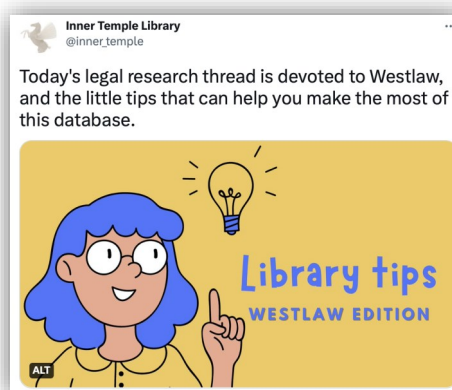 Inner Temple Library
@inner_temple
Today's legal research thread is devoted to Westlaw,
and the little tips that can help you make the most of
this database.
Library tips
WESTLAW EDITION
ALT